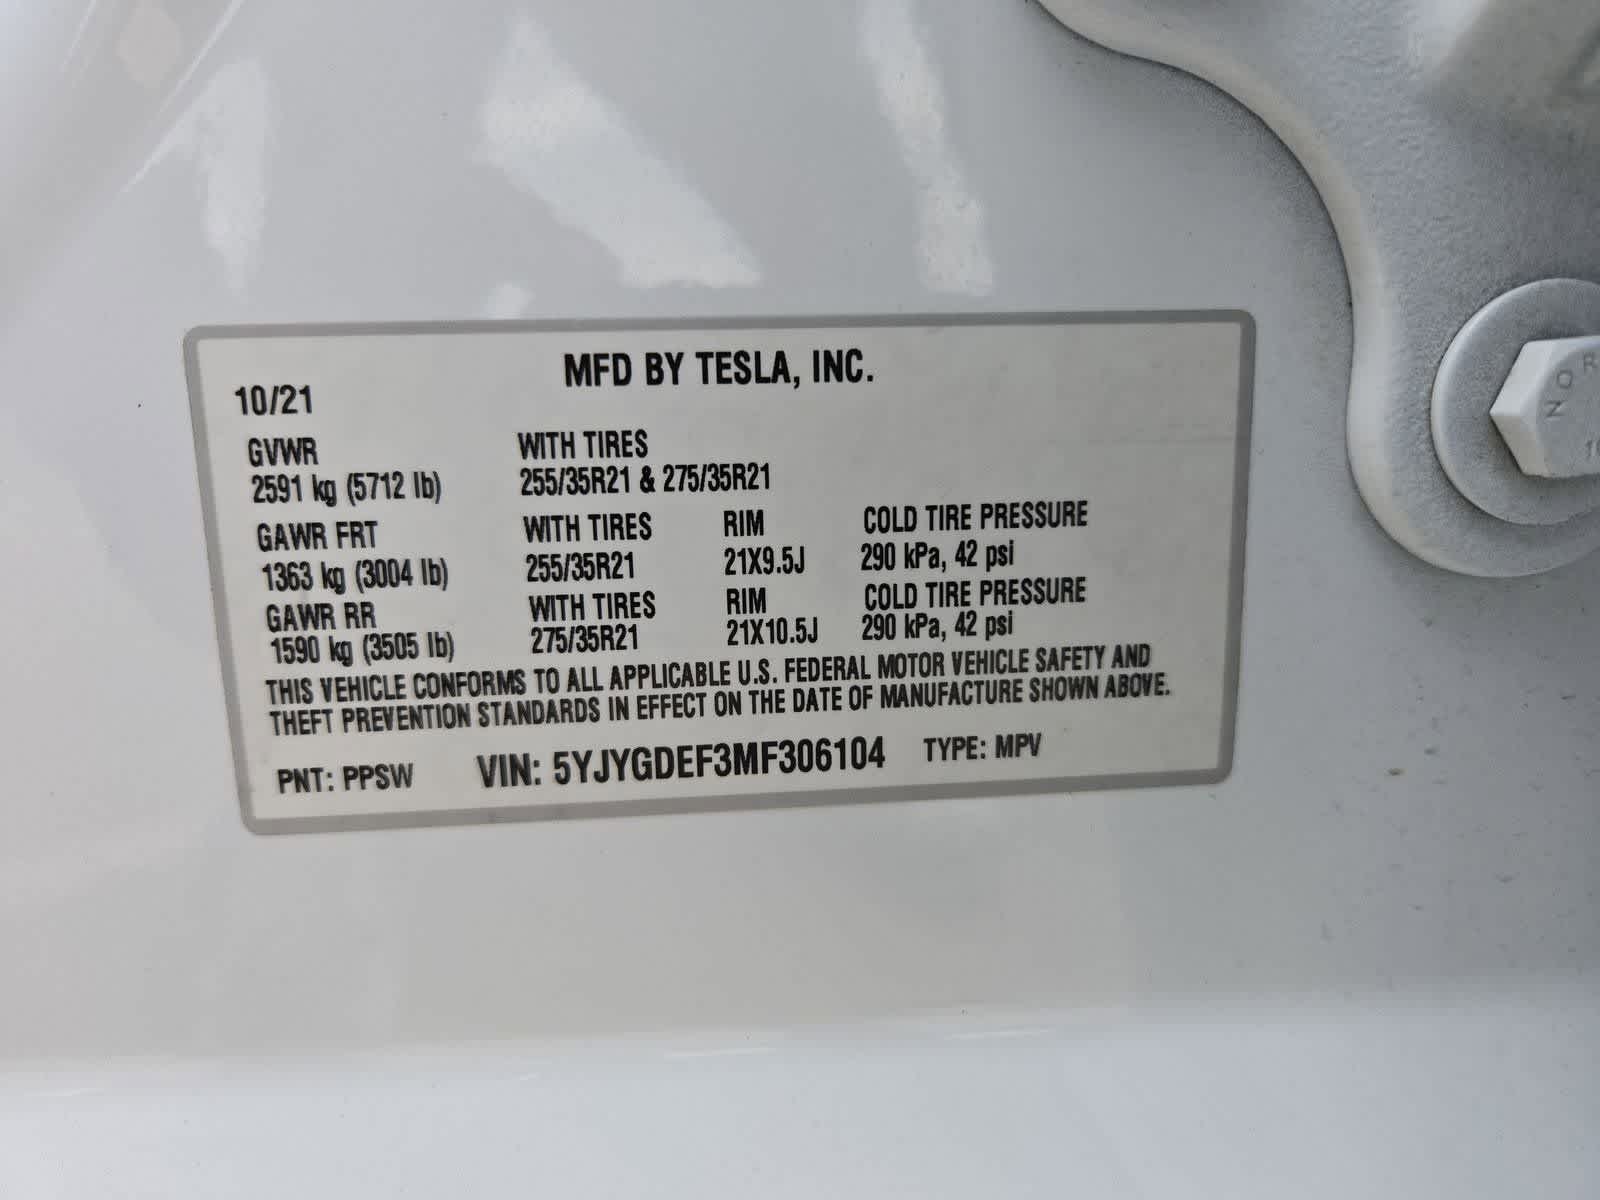 MFD BY TESLA, INC.
10/21
GVWR WITH TIRES
2591 kg (5712 lb) 255/35R21 & 275/35R21
GAWR FRT WITH TIRES RIM COLD TIRE PRESSURE
1363 kg (3004 lb) 255/35R21 21X9.5J 290 kPa, 42 psi
GAWR RR WITH TIRES RIM COLD TIRE PRESSURE
1590 kg (3505 lb) 275/35R21 21X10.5J 290 kPa, 42 psi
THIS VEHICLE CONFORMS TO ALL APPLICABLE U.S. FEDERAL MOTOR VEHICLE SAFETY AND
THEFT PREVENTION STANDARDS IN EFFECT ON THE DATE OF MANUFACTURE SHOWN ABOVE.
PNT: PPSW VIN: 5YJYGDEF3MF306104 TYPE: MPV